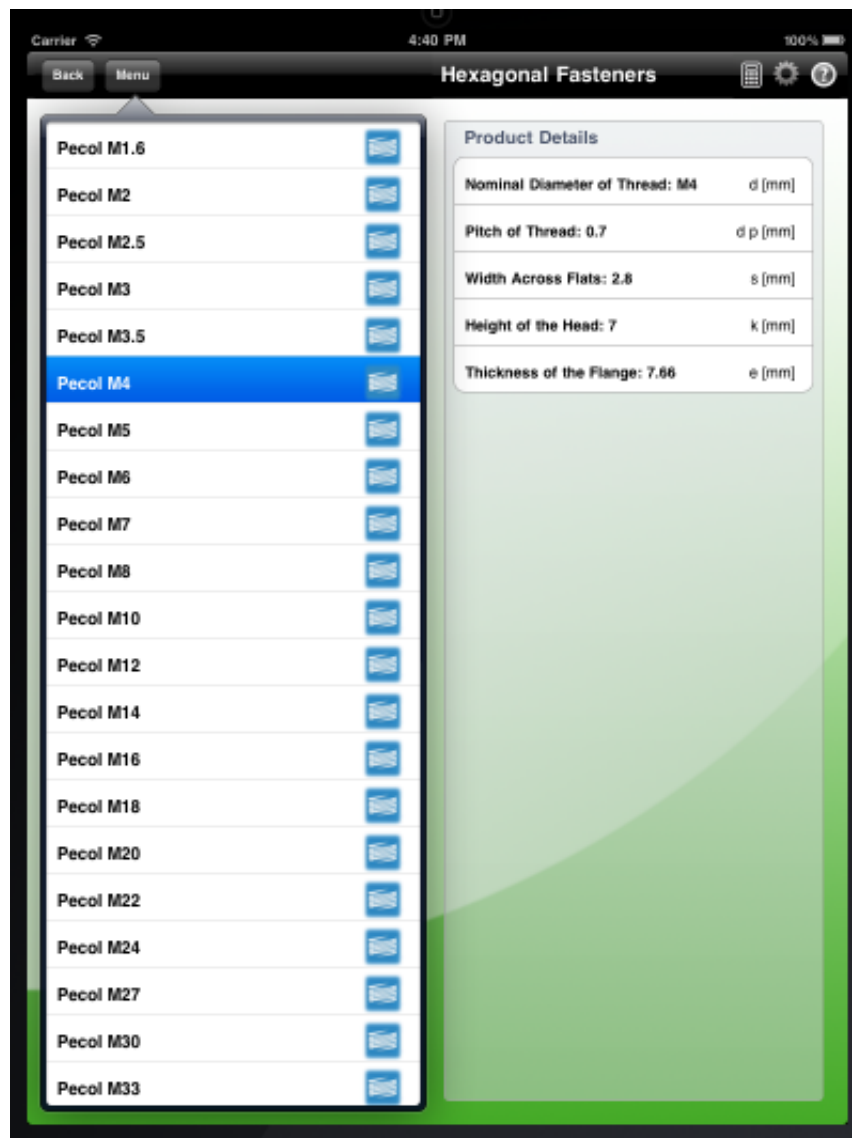 Carrier 4:40 PM 100%
Back Menu Hexagonal Fasteners ?
Pecol M1.6
Pecol M2
Pecol M2.5
Pecol M3
Pecol M3.5
Pecol M4
Pecol M5
Pecol M6
Pecol M7
Pecol M8
Pecol M10
Pecol M12
Pecol M14
Pecol M16
Pecol M18
Pecol M20
Pecol M22
Pecol M24
Pecol M27
Pecol M30
Pecol M33
Product Details
Nominal Diameter of Thread: M4 d [mm]
Pitch of Thread: 0.7 d p [mm]
Width Across Flats: 2.8 s [mm]
Height of the Head: 7 k [mm]
Thickness of the Flange: 7.66 e [mm]